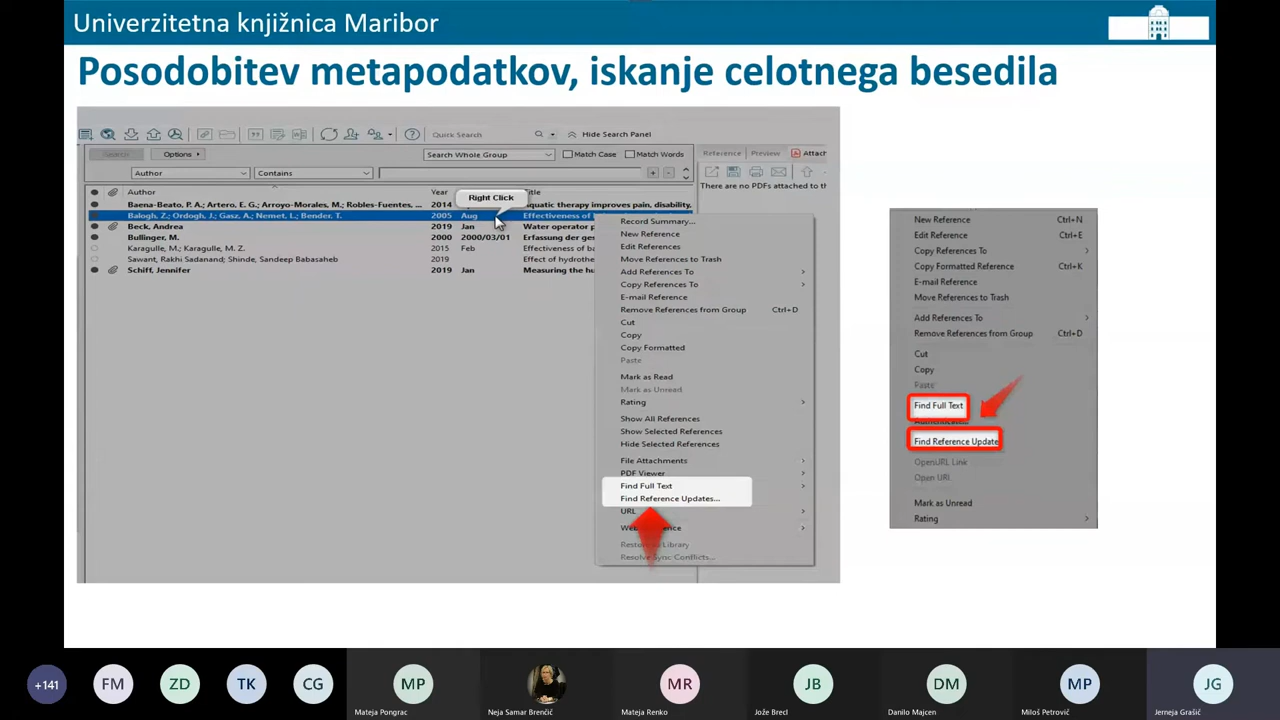 Univerzitetna knjižnica Maribor
Posodobitev metapodatkov, iskanje celotnega besedila
Quick Search
Hide Search Panel
Search
Options
Search Whole Group
Match Case
Match Words
Reference
Preview
Attach
Author
Contains
There are no PDFs attached to th
Author Year Title
Right Click
Baena-Beato, P. A.; Artero, E. G.; Arroyo-Morales, M.; Robles-Fuentes, ... 2014 quatic therapy improves pain, disability,
Balogh, Z.; Ordogh, J.; Gasz, A.; Nemet, L.; Bender, T. 2005 Aug Effectiveness of
Beck, Andrea 2019 Jan Water operator p
Bullinger, M. 2000 2000/03/01 Erfassung der ges
Karagulle, M.; Karagulle, M. Z. 2015 Feb Effectiveness of ba
Sawant, Rakhi Sadanand; Shinde, Sandeep Babasaheb 2019 Effect of hydrothe
Schiff, Jennifer 2019 Jan Measuring the hu
Record Summary...
New Reference
Edit References
Move References to Trash
Add References To
Copy References To
E-mail Reference
Remove References from Group Ctrl+D
Cut
Copy
Copy Formatted
Paste
Mark as Read
Mark as Unread
Rating
Show All References
Show Selected References
Hide Selected References
File Attachments
PDF Viewer
Find Full Text
Find Reference Updates...
URL
Restore to Library
Resolve Sync Conflicts...
New Reference Ctrl+N
Edit Reference Ctrl+E
Copy References To
Copy Formatted Reference Ctrl+K
E-mail Reference
Move References to Trash
Add References To
Remove References from Group Ctrl+D
Cut
Copy
Paste
Find Full Text
Find Reference Update
OpenURL Link
Open URL
Mark as Unread
Rating
+141
FM
ZD
TK
CG
MP
MR
JB
DM
MP
JG
Mateja Pongrac
Neja Samar Brenčič
Mateja Renko
Jože Brecl
Danilo Majcen
Miloš Petrovič
Jerneja Grašič